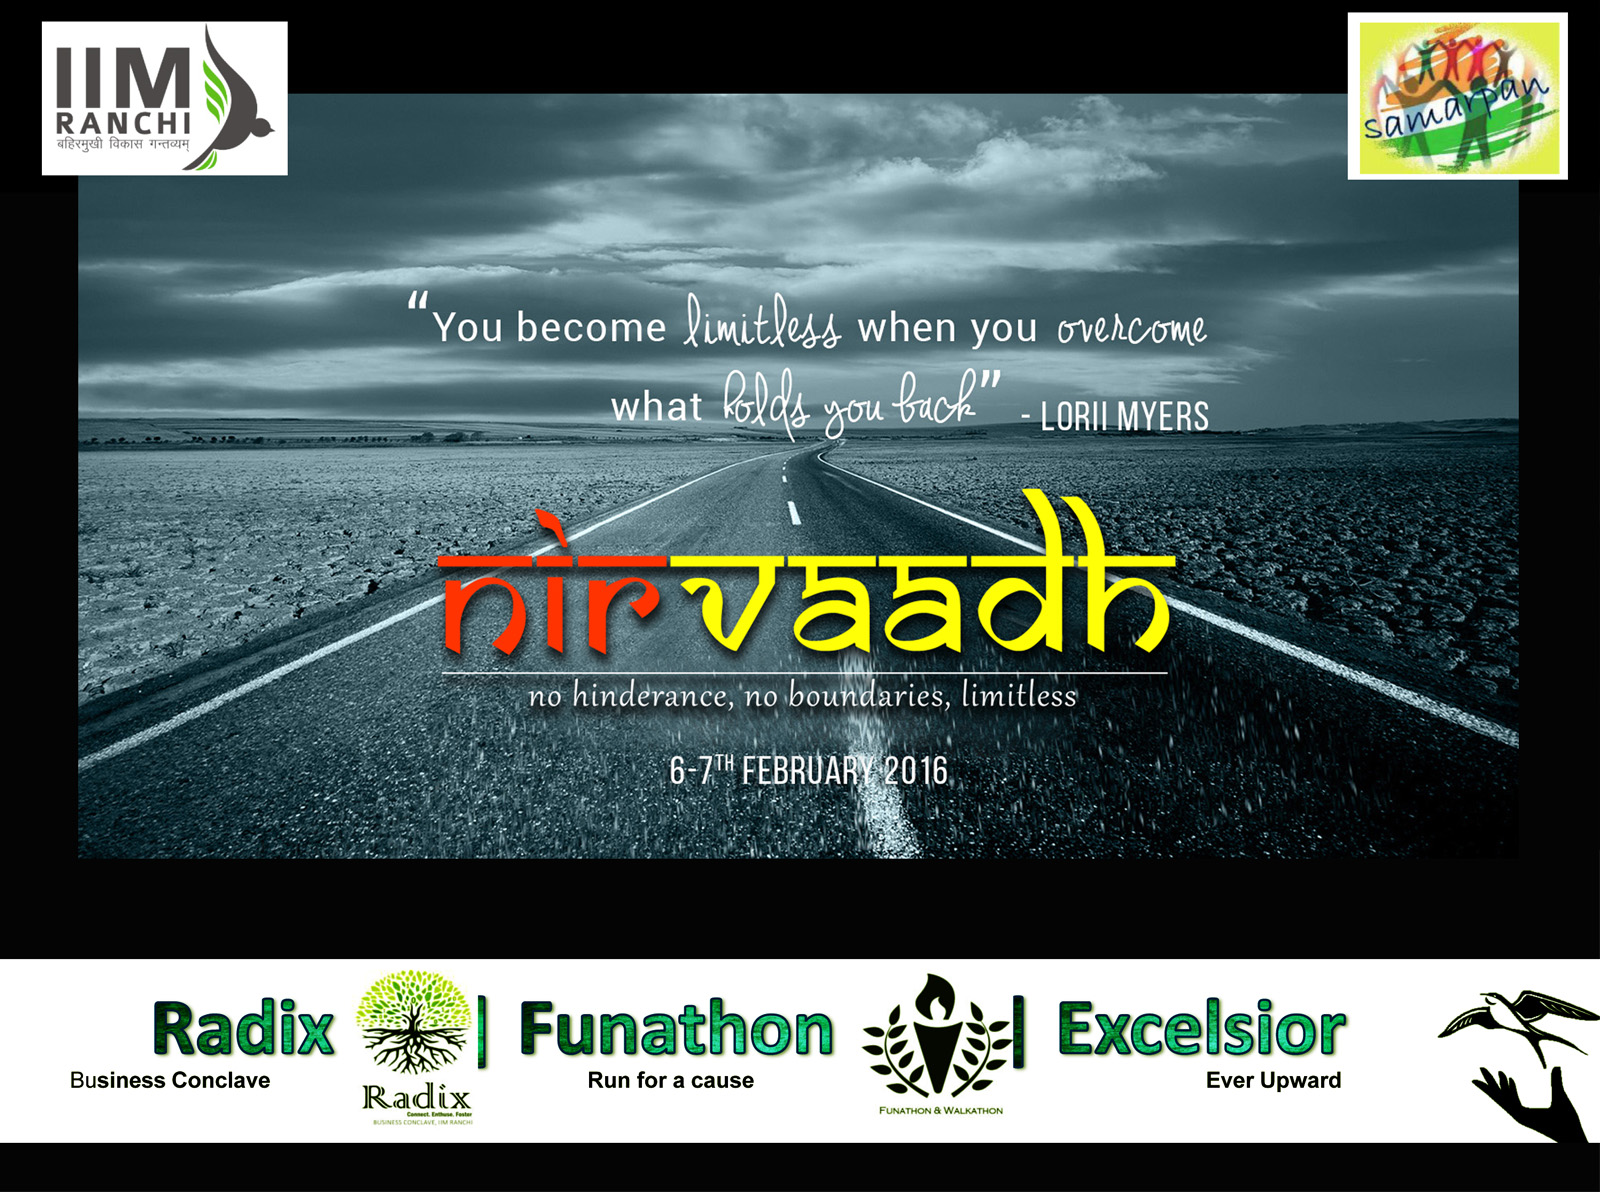 IIM
RANCHI
बहिरमुखी विकास गन्तव्यम्
samarpan
“You become limitless when you overcome
what holds you back” - LORII MYERS
nirvaadh
no hinderance, no boundaries, limitless
6-7TH FEBRUARY 2016
Radix
Business Conclave
Radix
Connect. Enthuse. Foster
BUSINESS CONCLAVE, IIM RANCHI
|
Funathon
Run for a cause
FUNATHON & WALKATHON
|
Excelsior
Ever Upward